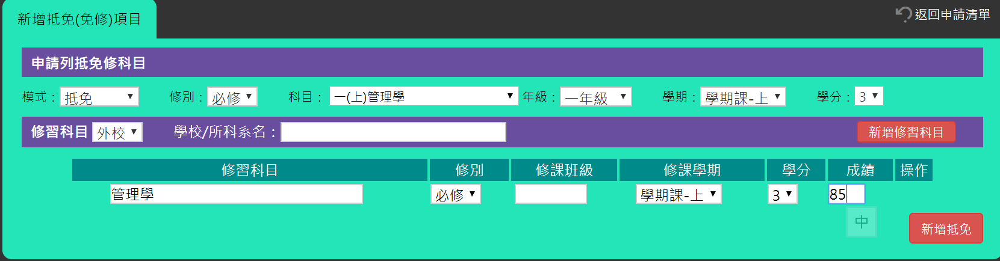 新增抵免(免修)項目
返回申請清單
申請列抵免修科目
模式：抵免 修別：必修 科目：一(上)管理學 年級：一年級 學期：學期課-上 學分：3
修習科目 外校 學校/所科系名： 新增修習科目
修習科目 修別 修課班級 修課學期 學分 成績 操作
管理學 必修 學期課-上 3 85
中
新增抵免